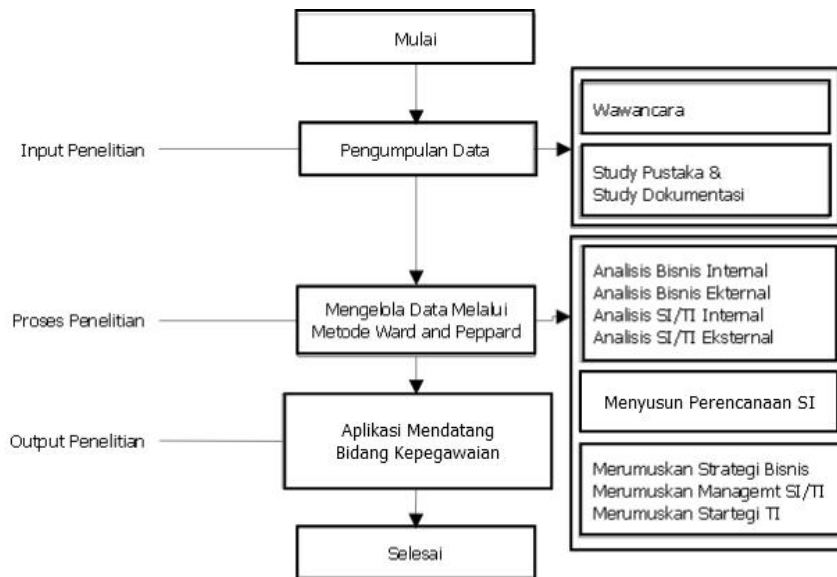 Mulai
Input Penelitian
Pengumpulan Data
Wawancara
Study Pustaka &
Study Dokumentasi
Proses Penelitian
Mengelola Data Melalui
Metode Ward and Peppard
Analisis Bisnis Internal
Analisis Bisnis Ekternal
Analisis SI/TI Internal
Analisis SI/TI Eksternal
Menyusun Perencanaan SI
Output Penelitian
Aplikasi Mendatang
Bidang Kepegawaian
Merumuskan Strategi Bisnis
Merumuskan Managemt SI/TI
Merumuskan Startegi TI
Selesai